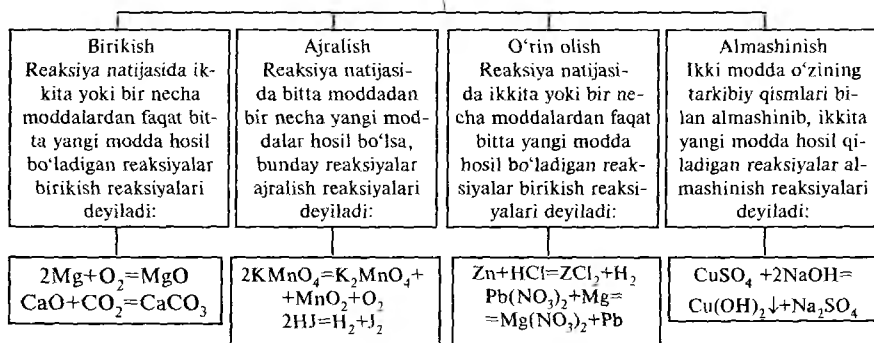 Birikish
Reaksiya natijasida ik-
kita yoki bir necha
moddalardan faqat bit-
ta yangi modda hosil
bo‘ladigan reaksiyalar
birikish reaksiyalari
deyiladi:
2Mg+O₂=MgO
CaO+CO₂=CaCO₃
Ajralish
Reaksiya natijasi-
da bitta moddadan
bir necha yangi mod-
dalar hosil bo‘lsa,
bunday reaksiyalar
ajralish reaksiyalari
deyiladi:
2KMnO₄=K₂MnO₄+
+MnO₂+O₂
2HJ=H₂+J₂
O‘rin olish
Reaksiya natijasi-
da ikkita yoki bir ne-
cha moddalardan faqat
bitta yangi modda
hosil bo‘ladigan reak-
siyalar birikish reaksi-
yalari deyiladi:
Zn+HCl=ZCl₂+H₂
Pb(NO₃)₂+Mg=
=Mg(NO₃)₂+Pb
Almashinish
Ikki modda o‘zining
tarkibiy qismlari bi-
lan almashinib, ikkita
yangi modda hosil qi-
ladigan reaksiyalar al-
mashinish reaksiyalari
deyiladi:
CuSO₄ +2NaOH=
Cu(OH)₂↓+Na₂SO₄